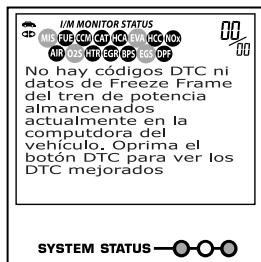 I/M MONITOR STATUS
MIS FUE CCM CAT HCA EVA HCC NOx
AIR O2S HTR EGR BPS EGS DPF
00/00
No hay códigos DTC ni
datos de Freeze Frame
del tren de potencia
almancenados
actualmente en la
computdora del
vehículo. Oprima el
botón DTC para ver los
DTC mejorados
SYSTEM STATUS